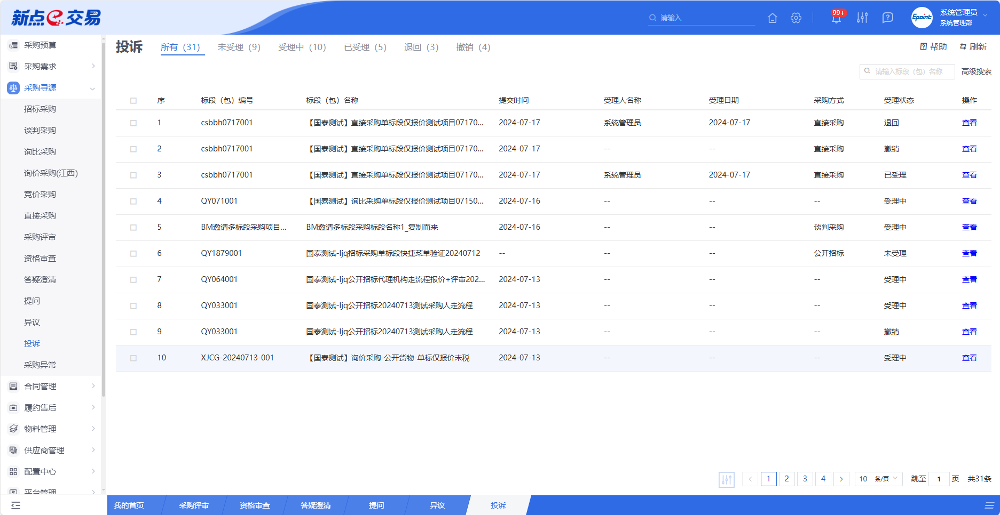 新点e交易
请输入
99+
Epoint
系统管理员
系统管理部
采购预算
采购需求
采购寻源
招标采购
谈判采购
询比采购
询价采购(江西)
竞价采购
直接采购
采购评审
资格审查
答疑澄清
提问
异议
投诉
采购异常
合同管理
履约售后
物料管理
供应商管理
配置中心
平台管理
投诉 所有（31） 未受理（9） 受理中（10） 已受理（5） 退回（3） 撤销（4） 帮助 刷新
请输入标段（包）名称 高级搜索
序 标段（包）编号 标段（包）名称 提交时间 受理人名称 受理日期 采购方式 受理状态 操作
1 csbbh0717001 【国泰测试】直接采购单标段仅报价测试项目07170... 2024-07-17 系统管理员 2024-07-17 直接采购 退回 查看
2 csbbh0717001 【国泰测试】直接采购单标段仅报价测试项目07170... 2024-07-17 -- -- 直接采购 撤销 查看
3 csbbh0717001 【国泰测试】直接采购单标段仅报价测试项目07170... 2024-07-17 系统管理员 2024-07-17 直接采购 已受理 查看
4 QY071001 【国泰测试】询比采购单标段仅报价测试项目07150... 2024-07-16 -- -- -- 受理中 查看
5 BM邀请多标段采购项目... BM邀请多标段采购标段名称1_复制而来 2024-07-16 -- -- 谈判采购 受理中 查看
6 QY1879001 国泰测试-ljq招标采购单标段快捷菜单验证20240712 -- -- -- 公开招标 未受理 查看
7 QY064001 国泰测试-ljq公开招标代理机构走流程报价+评审202... 2024-07-13 -- -- -- 受理中 查看
8 QY033001 国泰测试-ljq公开招标20240713测试采购人走流程 2024-07-13 -- -- -- 受理中 查看
9 QY033001 国泰测试-ljq公开招标20240713测试采购人走流程 2024-07-13 -- -- -- 撤销 查看
10 XJCG-20240713-001 【国泰测试】询价采购-公开货物-单标仅报价未税 2024-07-13 -- -- -- 受理中 查看
1 2 3 4 10 条/页 跳至 1 页 共31条
我的首页 采购评审 资格审查 答疑澄清 提问 异议 投诉